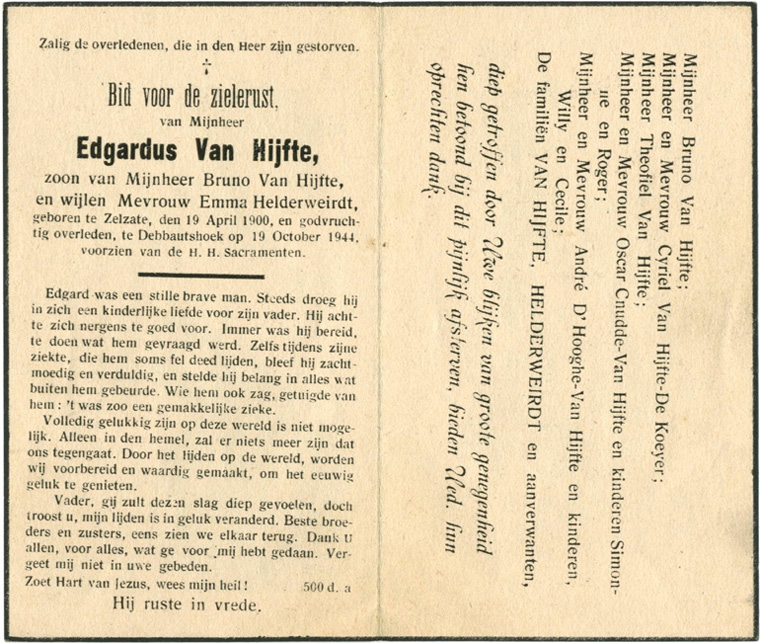 Zalig de overledenen, die in den Heer zijn gestorven.
Bid voor de zielerust,
van Mijnheer
Edgardus Van Hijfte,
zoon van Mijnheer Bruno Van Hijfte,
en wijlen Mevrouw Emma Helderweirdt,
geboren te Zelzate, den 19 April 1900, en godvruch-
tig overleden, te Debbautshoek op 19 October 1944,
voorzien van de H. H. Sacramenten.
Edgard was een stille brave man. Steeds droeg hij
in zich een kinderlijke liefde voor zijn vader. Hij acht-
te zich nergens te goed voor. Immer was hij bereid,
te doen wat hem gevraagd werd. Zelfs tijdens zijne
ziekte, die hem soms fel deed lijden, bleef hij zacht-
moedig en verduldig, en stelde hij belang in alles wat
buiten hem gebeurde. Wie hem ook zag, getuigde van
hem : 't was zoo een gemakkelijke zieke.
Volledig gelukkig zijn op deze wereld is niet moge-
lijk. Alleen in den hemel, zal er niets meer zijn dat
ons tegengaat. Door het lijden op de wereld, worden
wij voorbereid en waardig gemaakt, om het eeuwig
geluk te genieten.
Vader, gij zult dezen slag diep gevoelen, doch
troost u, mijn lijden is in geluk veranderd. Beste broe-
ders en zusters, eens zien we elkaar terug. Dank U
allen, voor alles, wat ge voor mij hebt gedaan. Ver-
geet mij niet in uwe gebeden.
Zoet Hart van Jezus, wees mijn heil ! 500 d. a
Hij ruste in vrede.
Mijnheer Bruno Van Hijfte;
Mijnheer en Mevrouw Cyriel Van Hijfte-De Koeyer;
Mijnheer Theofiel Van Hijfte;
Mijnheer en Mevrouw Oscar Cnudde-Van Hijfte en kinderen Simon-
ne en Roger;
Mijnheer en Mevrouw André D'Hooghe-Van Hijfte en kinderen,
Willy en Cecile;
De familiën VAN HIJFTE, HELDERWEIRDT en aanverwanten,
diep getroffen door Uwe blijken van groote genegenheid
hen betoond bij dit pijnlijk afsterven, bieden Ued. hun
oprechten dank.